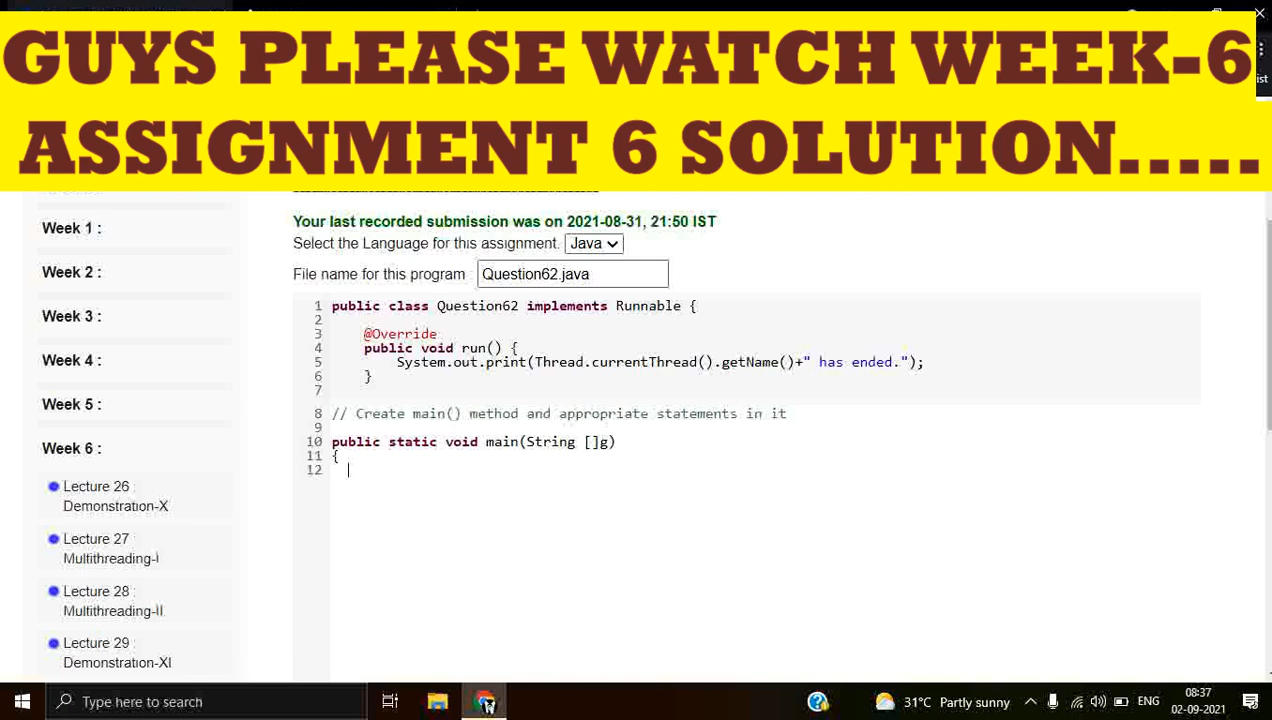 GUYS PLEASE WATCH WEEK-6
ASSIGNMENT 6 SOLUTION.....
ist
Your last recorded submission was on 2021-08-31, 21:50 IST
Select the Language for this assignment. Java
File name for this program : Question62.java
Week 1 :
Week 2 :
Week 3 :
Week 4 :
Week 5 :
Week 6 :
Lecture 26 :
Demonstration-X
Lecture 27 :
Multithreading-I
Lecture 28 :
Multithreading-II
Lecture 29 :
Demonstration-XI
1 public class Question62 implements Runnable {
2
3 @Override
4 public void run() {
5 System.out.print(Thread.currentThread().getName()+" has ended.");
6 }
7
8 // Create main() method and appropriate statements in it
9
10 public static void main(String []g)
11 {
12
Type here to search
31°C Partly sunny
ENG
08:37
02-09-2021